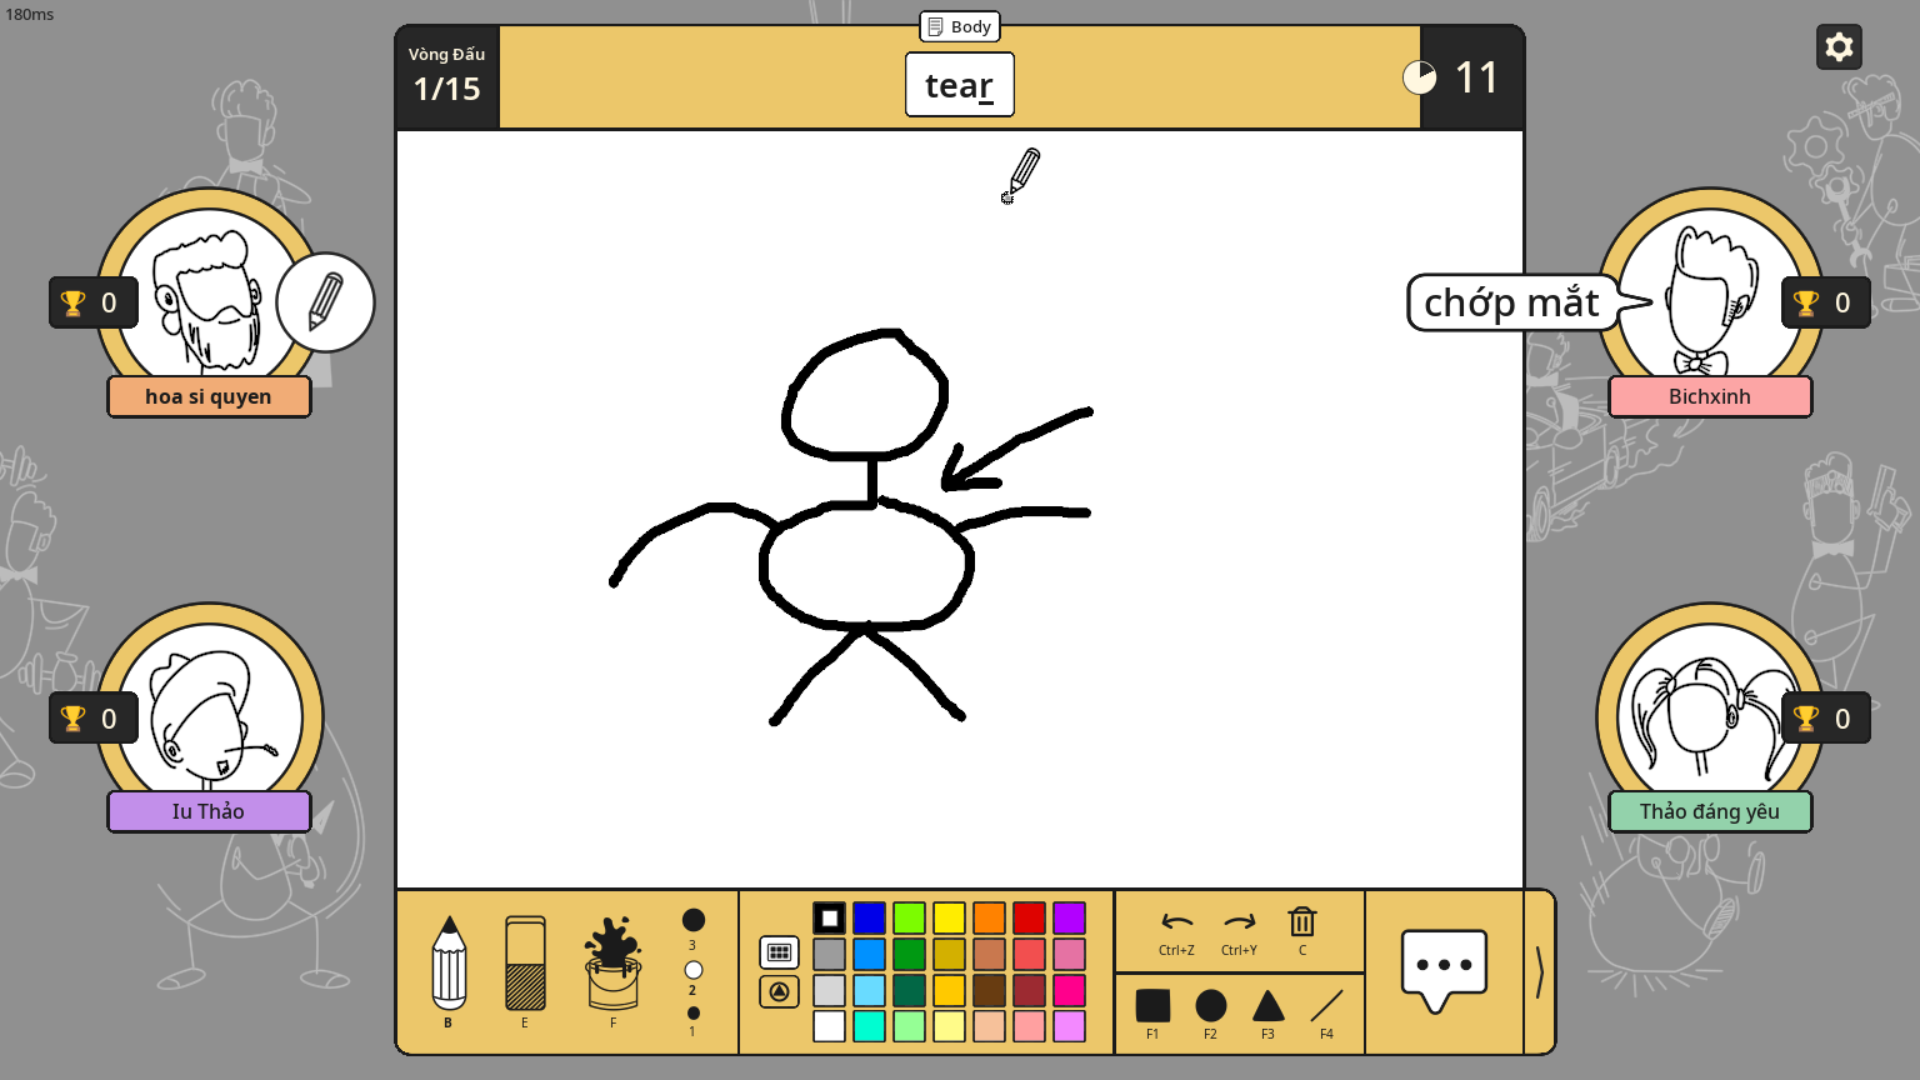 180ms
Body
Vòng Đấu
1/15
tear
11
0
hoa si quyen
chớp mắt
0
Bichxinh
0
Iu Thảo
0
Thảo đáng yêu
B
E
F
3
2
1
Ctrl+Z
Ctrl+Y
C
F1
F2
F3
F4